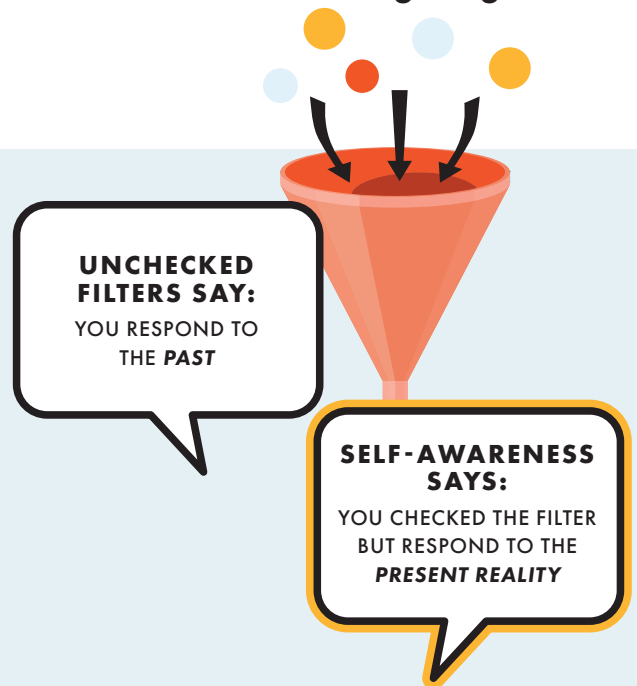 UNCHECKED
FILTERS SAY:
YOU RESPOND TO
THE PAST
SELF-AWARENESS
SAYS:
YOU CHECKED THE FILTER
BUT RESPOND TO THE
PRESENT REALITY